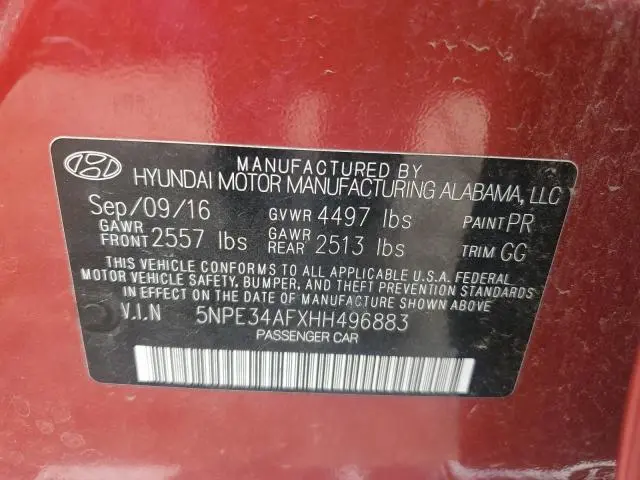 MANUFACTURED BY
HYUNDAI MOTOR MANUFACTURING ALABAMA, LLC
Sep/09/16 GVWR 4497 lbs PAINT PR
GAWR FRONT 2557 lbs GAWR REAR 2513 lbs TRIM GG
THIS VEHICLE CONFORMS TO ALL APPLICABLE U.S.A. FEDERAL
MOTOR VEHICLE SAFETY, BUMPER, AND THEFT PREVENTION STANDARDS
IN EFFECT ON THE DATE OF MANUFACTURE SHOWN ABOVE
V.I.N 5NPE34AFXHH496883
PASSENGER CAR